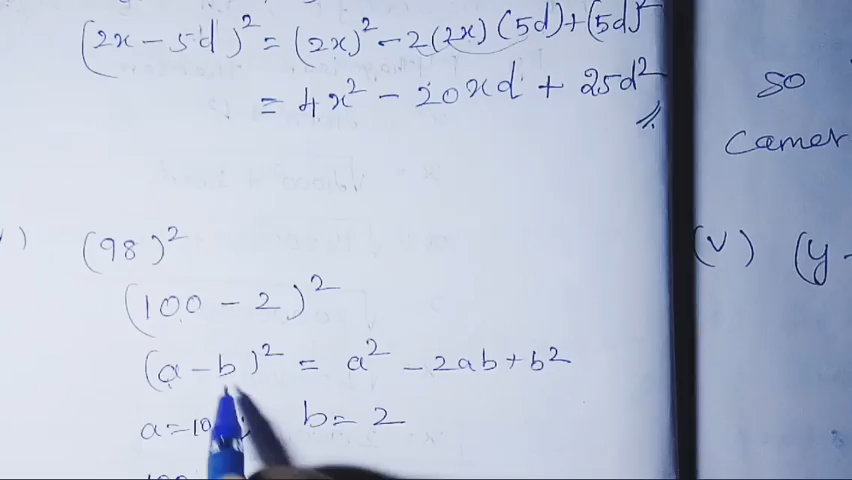 (2x - 5d)² = (2x)² - 2(2x)(5d) + (5d)²
= 4x² - 20xd + 25d²
(98)²
(100 - 2)²
(a - b)² = a² - 2ab + b²
b = 2
so
(v) (y -